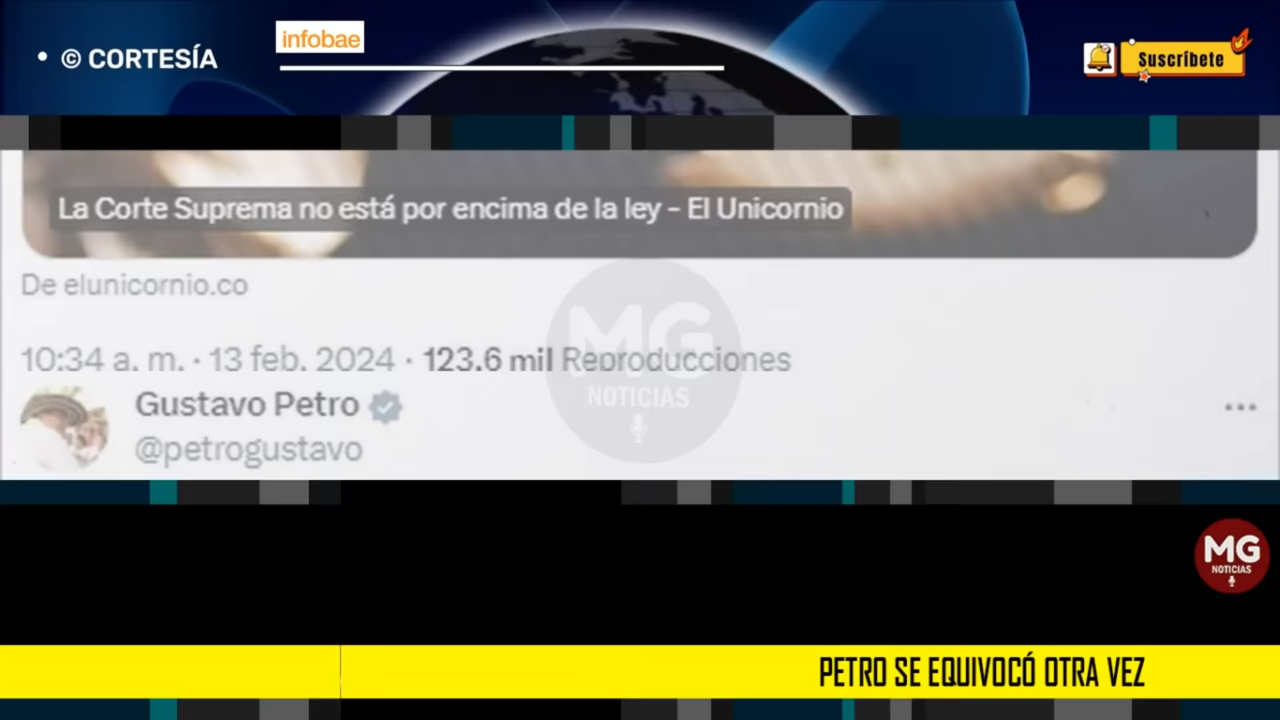 • © CORTESÍA
infobae
Suscríbete
La Corte Suprema no está por encima de la ley - El Unicornio
De elunicornio.co
10:34 a. m. · 13 feb. 2024 · 123.6 mil Reproducciones
MG
NOTICIAS
Gustavo Petro
@petrogustavo
MG
NOTICIAS
PETRO SE EQUIVOCÓ OTRA VEZ